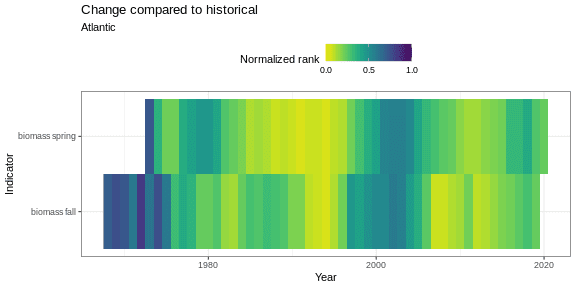 Change compared to historical
Atlantic
Normalized rank
0.0 0.5 1.0
biomass spring
biomass fall
Indicator
1980 2000 2020
Year